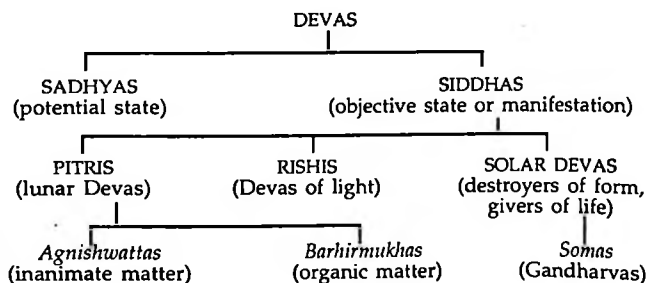 DEVAS
SADHYAS SIDDHAS
(potential state) (objective state or manifestation)
PITRIS RISHIS SOLAR DEVAS
(lunar Devas) (Devas of light) (destroyers of form,
givers of life)
Agnishwattas Barhirmukhas Somas
(inanimate matter) (organic matter) (Gandharvas)